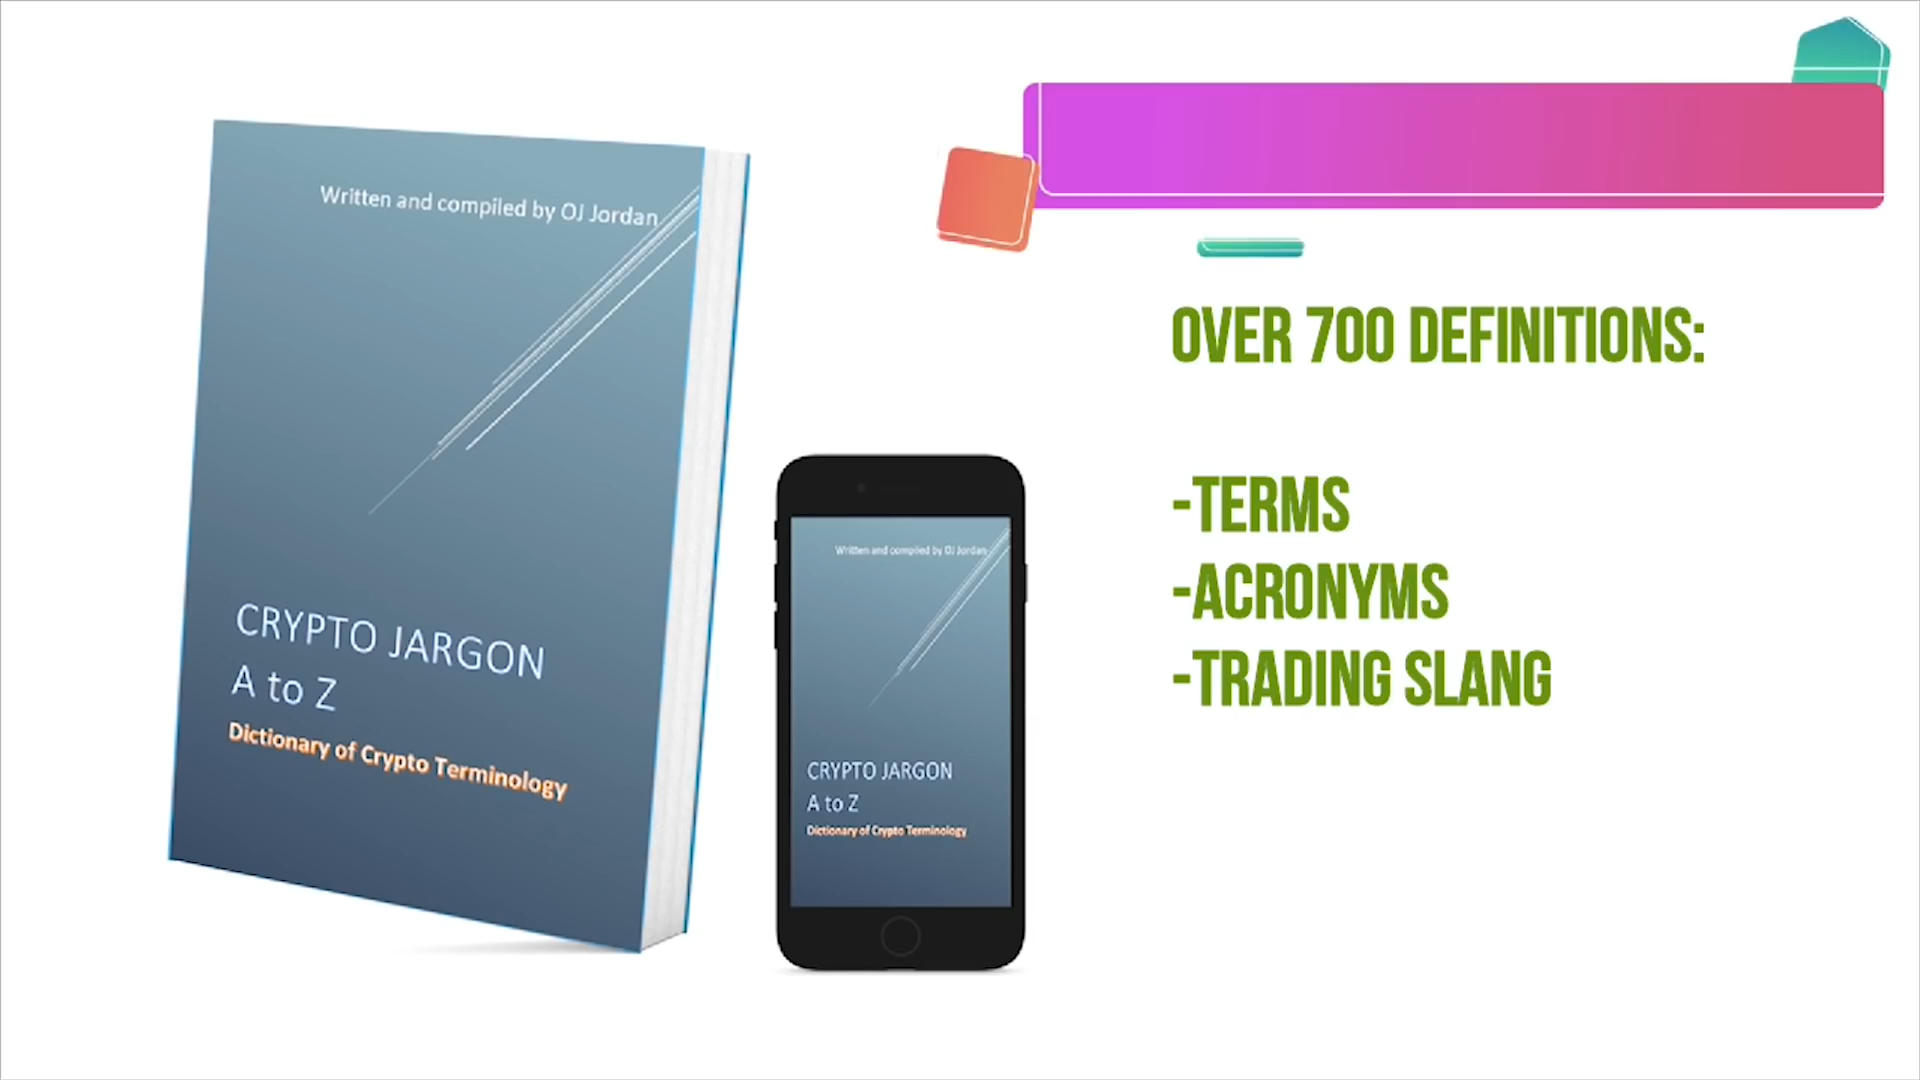 Written and compiled by OJ Jordan
CRYPTO JARGON
A to Z
Dictionary of Crypto Terminology
Written and compiled by OJ Jordan
CRYPTO JARGON
A to Z
Dictionary of Crypto Terminology
OVER 700 DEFINITIONS:
-TERMS
-ACRONYMS
-TRADING SLANG